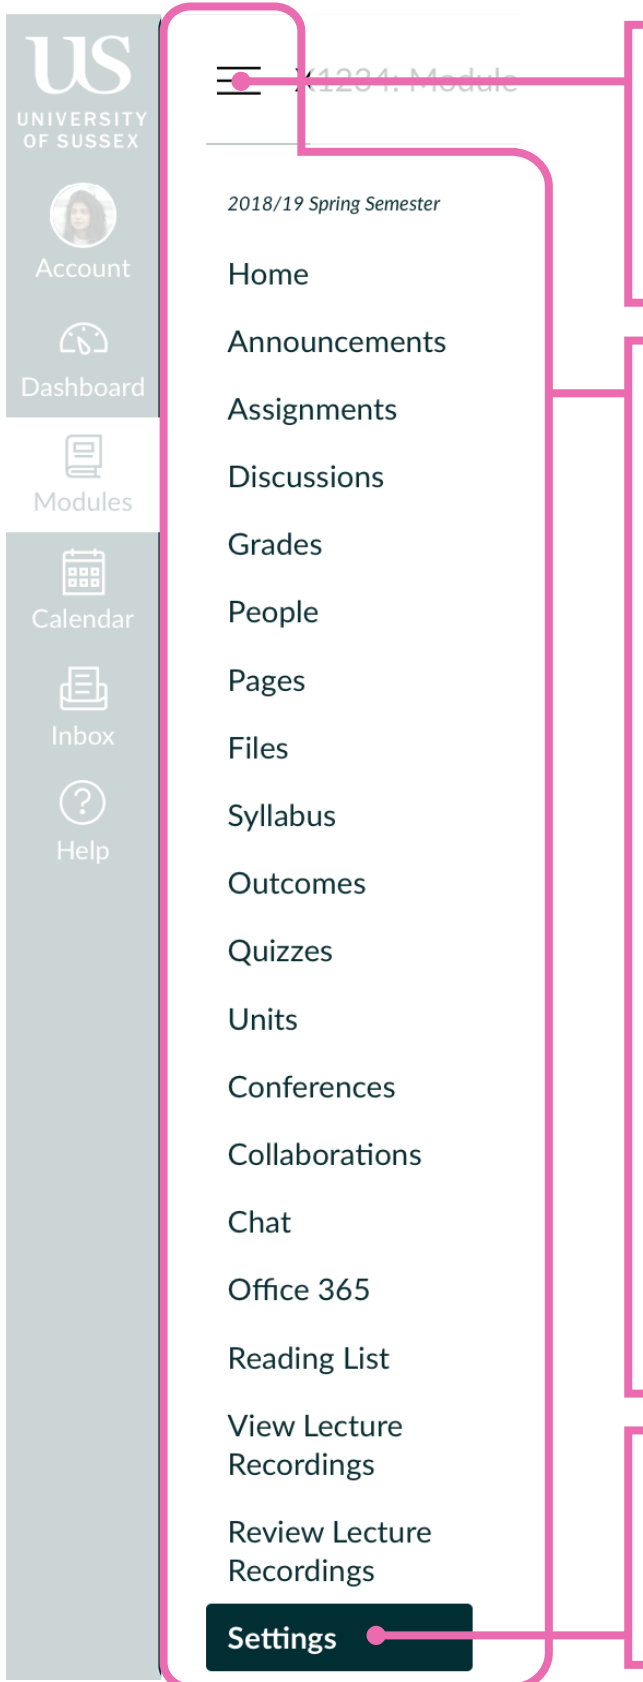 US
UNIVERSITY
OF SUSSEX
Account
Dashboard
Modules
Calendar
Inbox
Help
X1234: Module
2018/19 Spring Semester
Home
Announcements
Assignments
Discussions
Grades
People
Pages
Files
Syllabus
Outcomes
Quizzes
Units
Conferences
Collaborations
Chat
Office 365
Reading List
View Lecture
Recordings
Review Lecture
Recordings
Settings